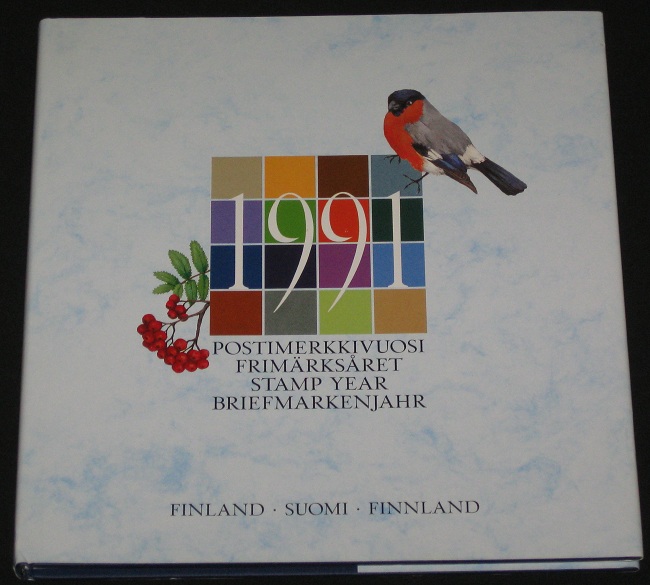 1991
POSTIMERKKIVUOSI
FRIMÄRKSÅRET
STAMP YEAR
BRIEFMARKENJAHR
FINLAND · SUOMI · FINNLAND